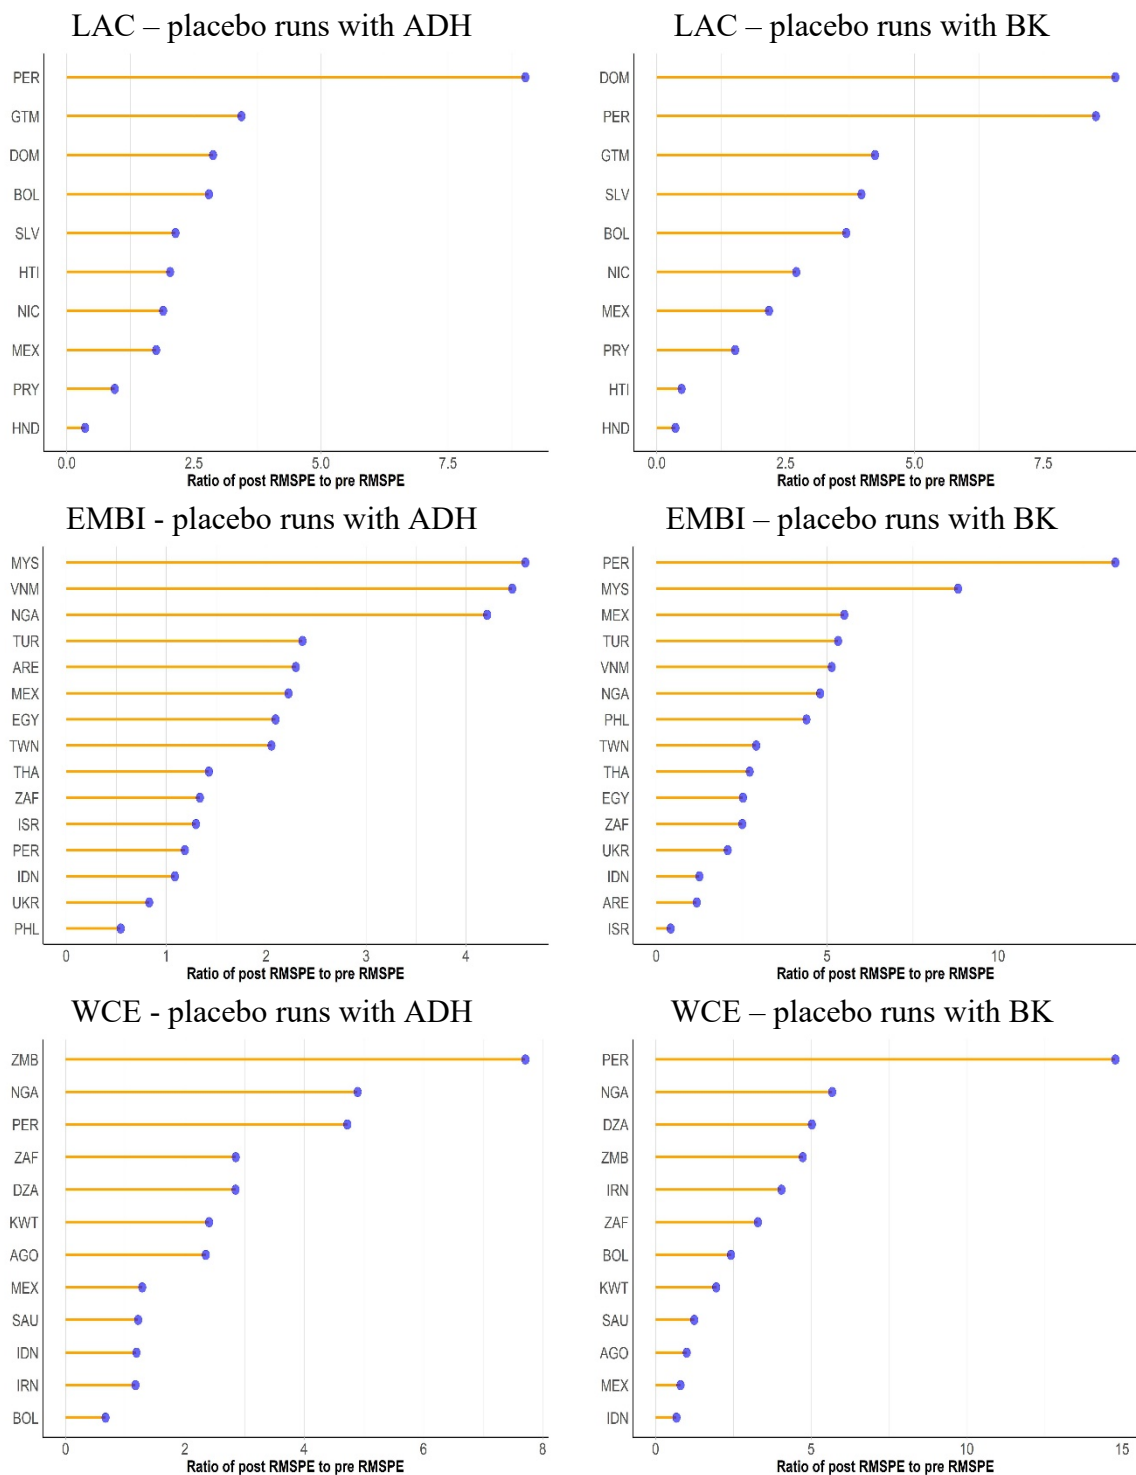 LAC – placebo runs with ADH
PER
GTM
DOM
BOL
SLV
HTI
NIC
MEX
PRY
HND
0.0 2.5 5.0 7.5
Ratio of post RMSPE to pre RMSPE
LAC – placebo runs with BK
DOM
PER
GTM
SLV
BOL
NIC
MEX
PRY
HTI
HND
0.0 2.5 5.0 7.5
Ratio of post RMSPE to pre RMSPE
EMBI - placebo runs with ADH
MYS
VNM
NGA
TUR
ARE
MEX
EGY
TWN
THA
ZAF
ISR
PER
IDN
UKR
PHL
0 1 2 3 4
Ratio of post RMSPE to pre RMSPE
EMBI – placebo runs with BK
PER
MYS
MEX
TUR
VNM
NGA
PHL
TWN
THA
EGY
ZAF
UKR
IDN
ARE
ISR
0 5 10
Ratio of post RMSPE to pre RMSPE
WCE - placebo runs with ADH
ZMB
NGA
PER
ZAF
DZA
KWT
AGO
MEX
SAU
IDN
IRN
BOL
0 2 4 6 8
Ratio of post RMSPE to pre RMSPE
WCE – placebo runs with BK
PER
NGA
DZA
ZMB
IRN
ZAF
BOL
KWT
SAU
AGO
MEX
IDN
0 5 10 15
Ratio of post RMSPE to pre RMSPE